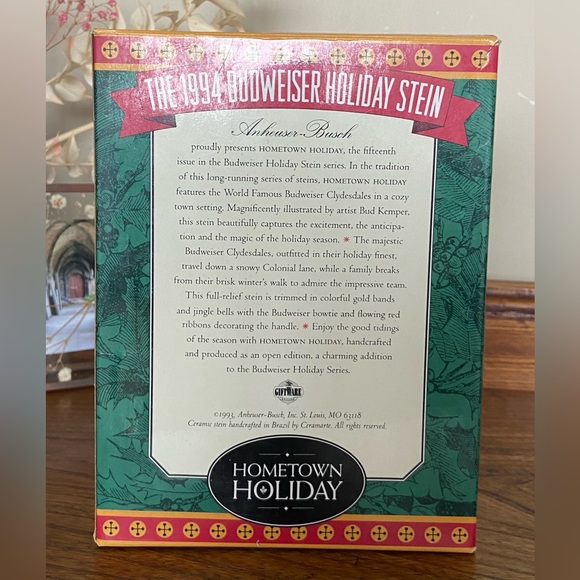 THE 1994 BUDWEISER HOLIDAY STEIN
Anheuser-Busch
proudly presents HOMETOWN HOLIDAY, the fifteenth
issue in the Budweiser Holiday Stein series. In the tradition
of this long-running series of steins, HOMETOWN HOLIDAY
features the World Famous Budweiser Clydesdales in a cozy
town setting. Magnificently illustrated by artist Bud Kemper,
this stein beautifully captures the excitement, the anticipa-
tion and the magic of the holiday season. * The majestic
Budweiser Clydesdales, outfitted in their holiday finest,
travel down a snowy Colonial lane, while a family breaks
from their brisk winter's walk to admire the impressive team.
This full-relief stein is trimmed in colorful gold bands
and jingle bells with the Budweiser bowtie and flowing red
ribbons decorating the handle. * Enjoy the good tidings
of the season with HOMETOWN HOLIDAY, handcrafted
and produced as an open edition, a charming addition
to the Budweiser Holiday Series.
GIFTWARE
©1993, Anheuser-Busch, Inc. St. Louis, MO 63118
Ceramic stein handcrafted in Brazil by Ceramarte. All rights reserved.
HOMETOWN
HOLIDAY